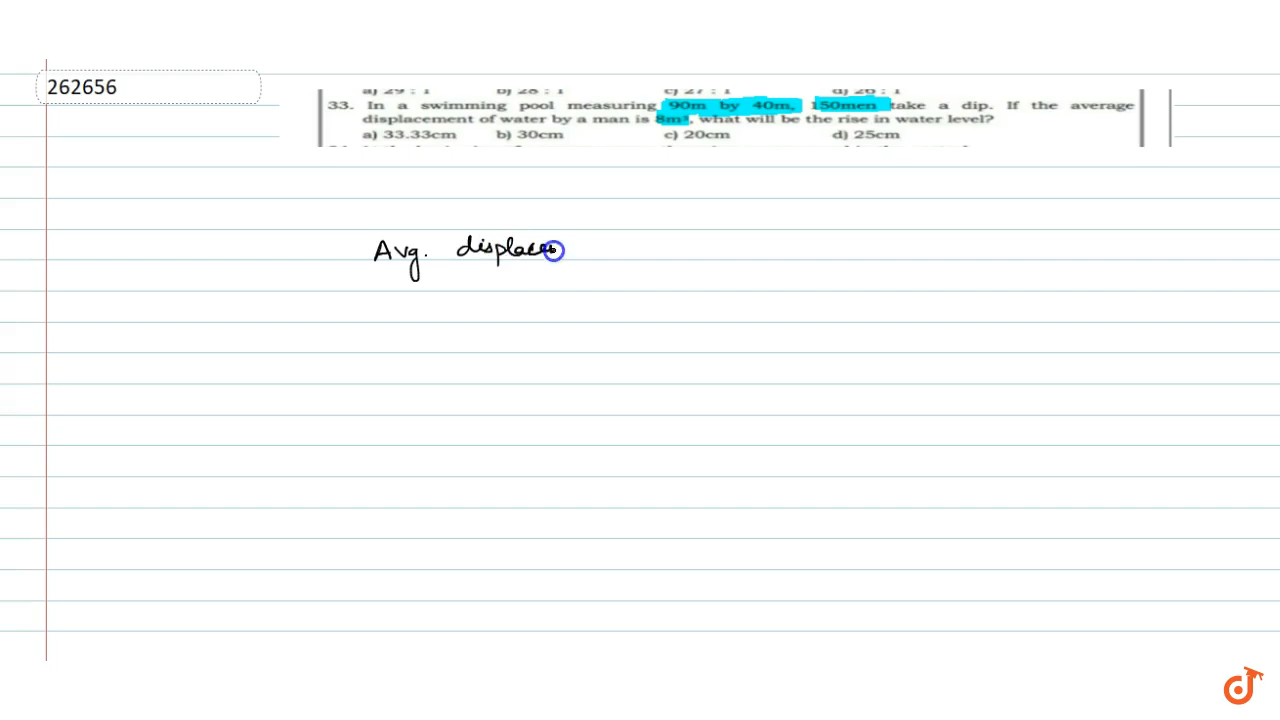 262656
a) 29 : 1 b) 28 : 1 c) 27 : 1 d) 26 : 1
33. In a swimming pool measuring 90m by 40m, 150men take a dip. If the average
displacement of water by a man is 8m³, what will be the rise in water level?
a) 33.33cm b) 30cm c) 20cm d) 25cm
Avg. displacem